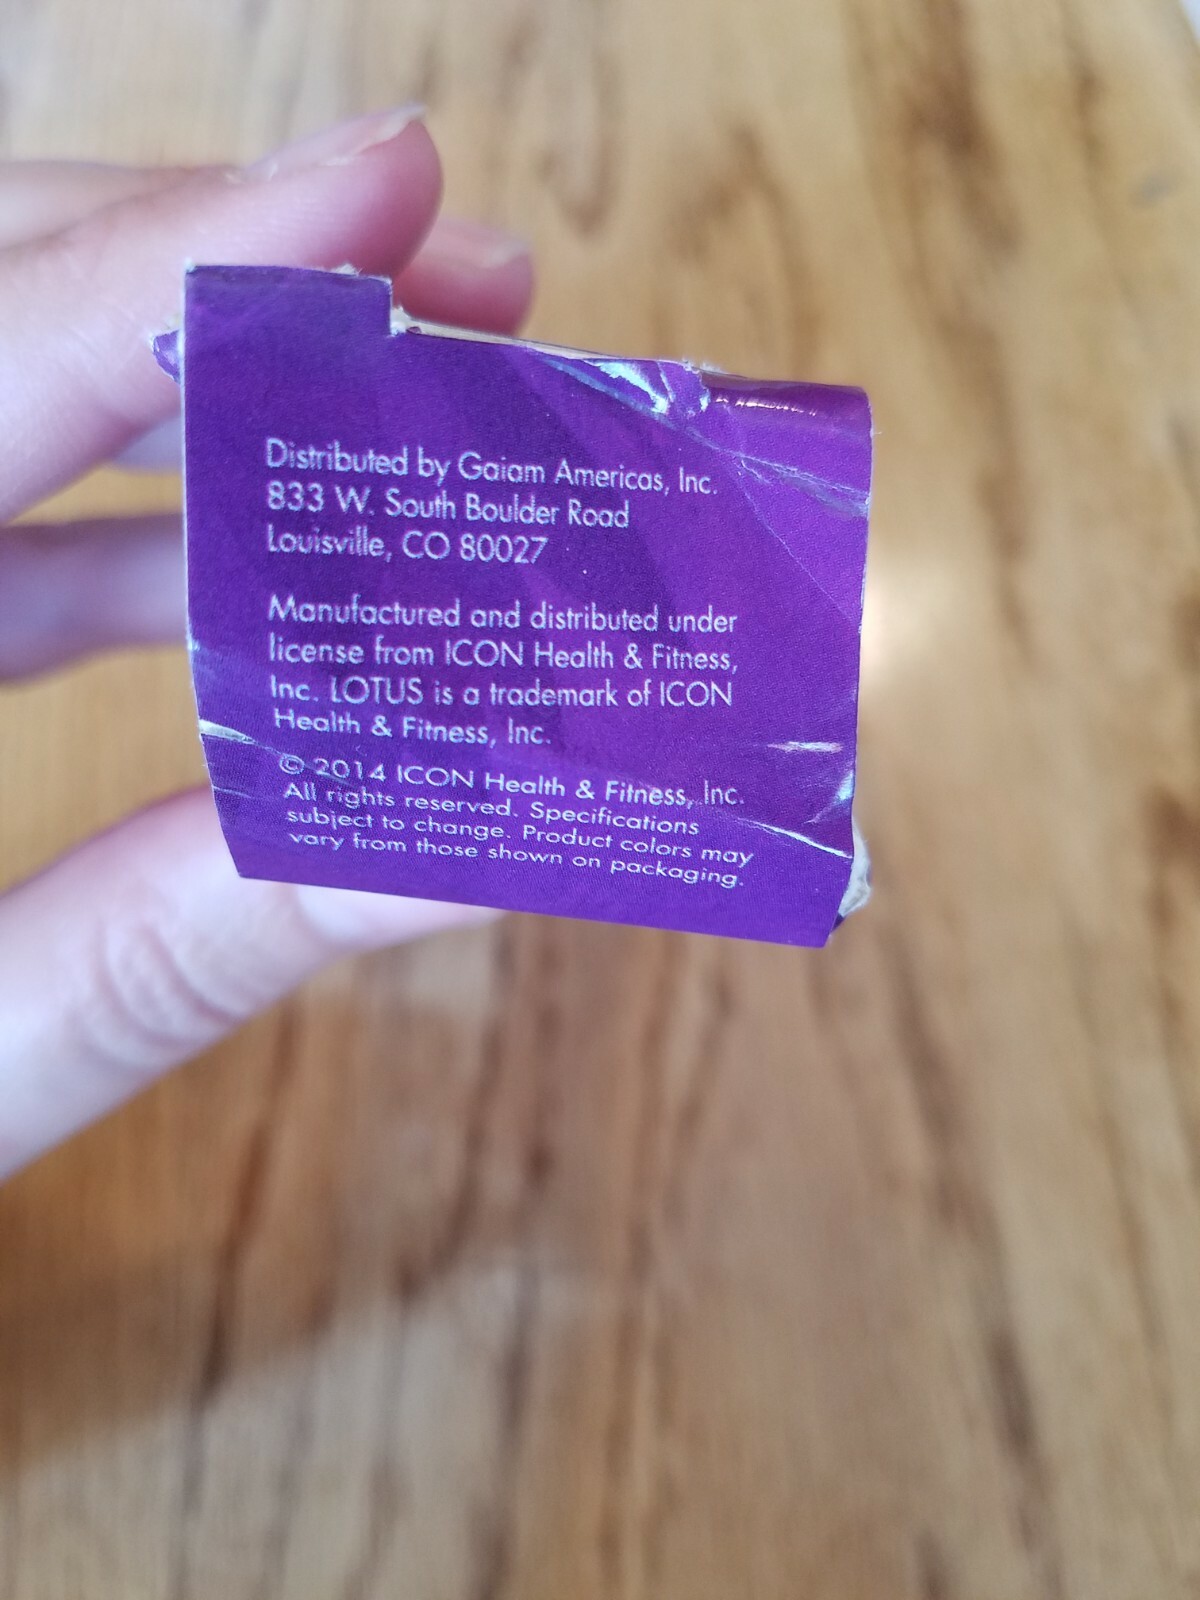 Distributed by Gaiam Americas, Inc.
833 W. South Boulder Road
Louisville, CO 80027
Manufactured and distributed under
license from ICON Health & Fitness,
Inc. LOTUS is a trademark of ICON
Health & Fitness, Inc.
© 2014 ICON Health & Fitness, Inc.
All rights reserved. Specifications
subject to change. Product colors may
vary from those shown on packaging.